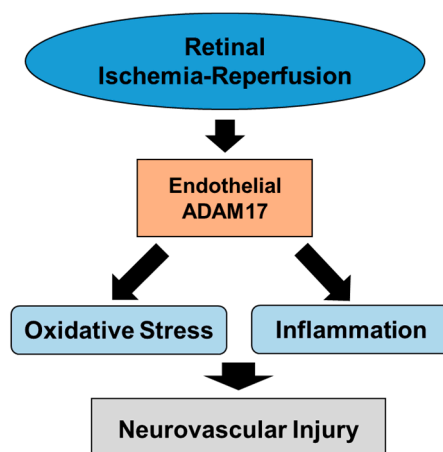 Retinal
Ischemia-Reperfusion
Endothelial
ADAM17
Oxidative Stress
Inflammation
Neurovascular Injury